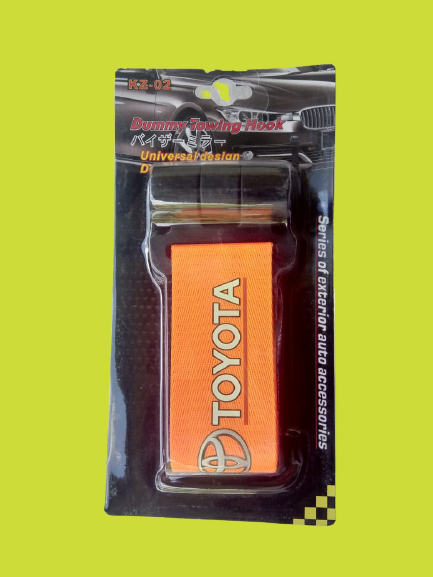 KZ-02
Dummy Towing Hook
バイザーミラー
Universal design
D
Series of exterior auto accessories
TOYOTA